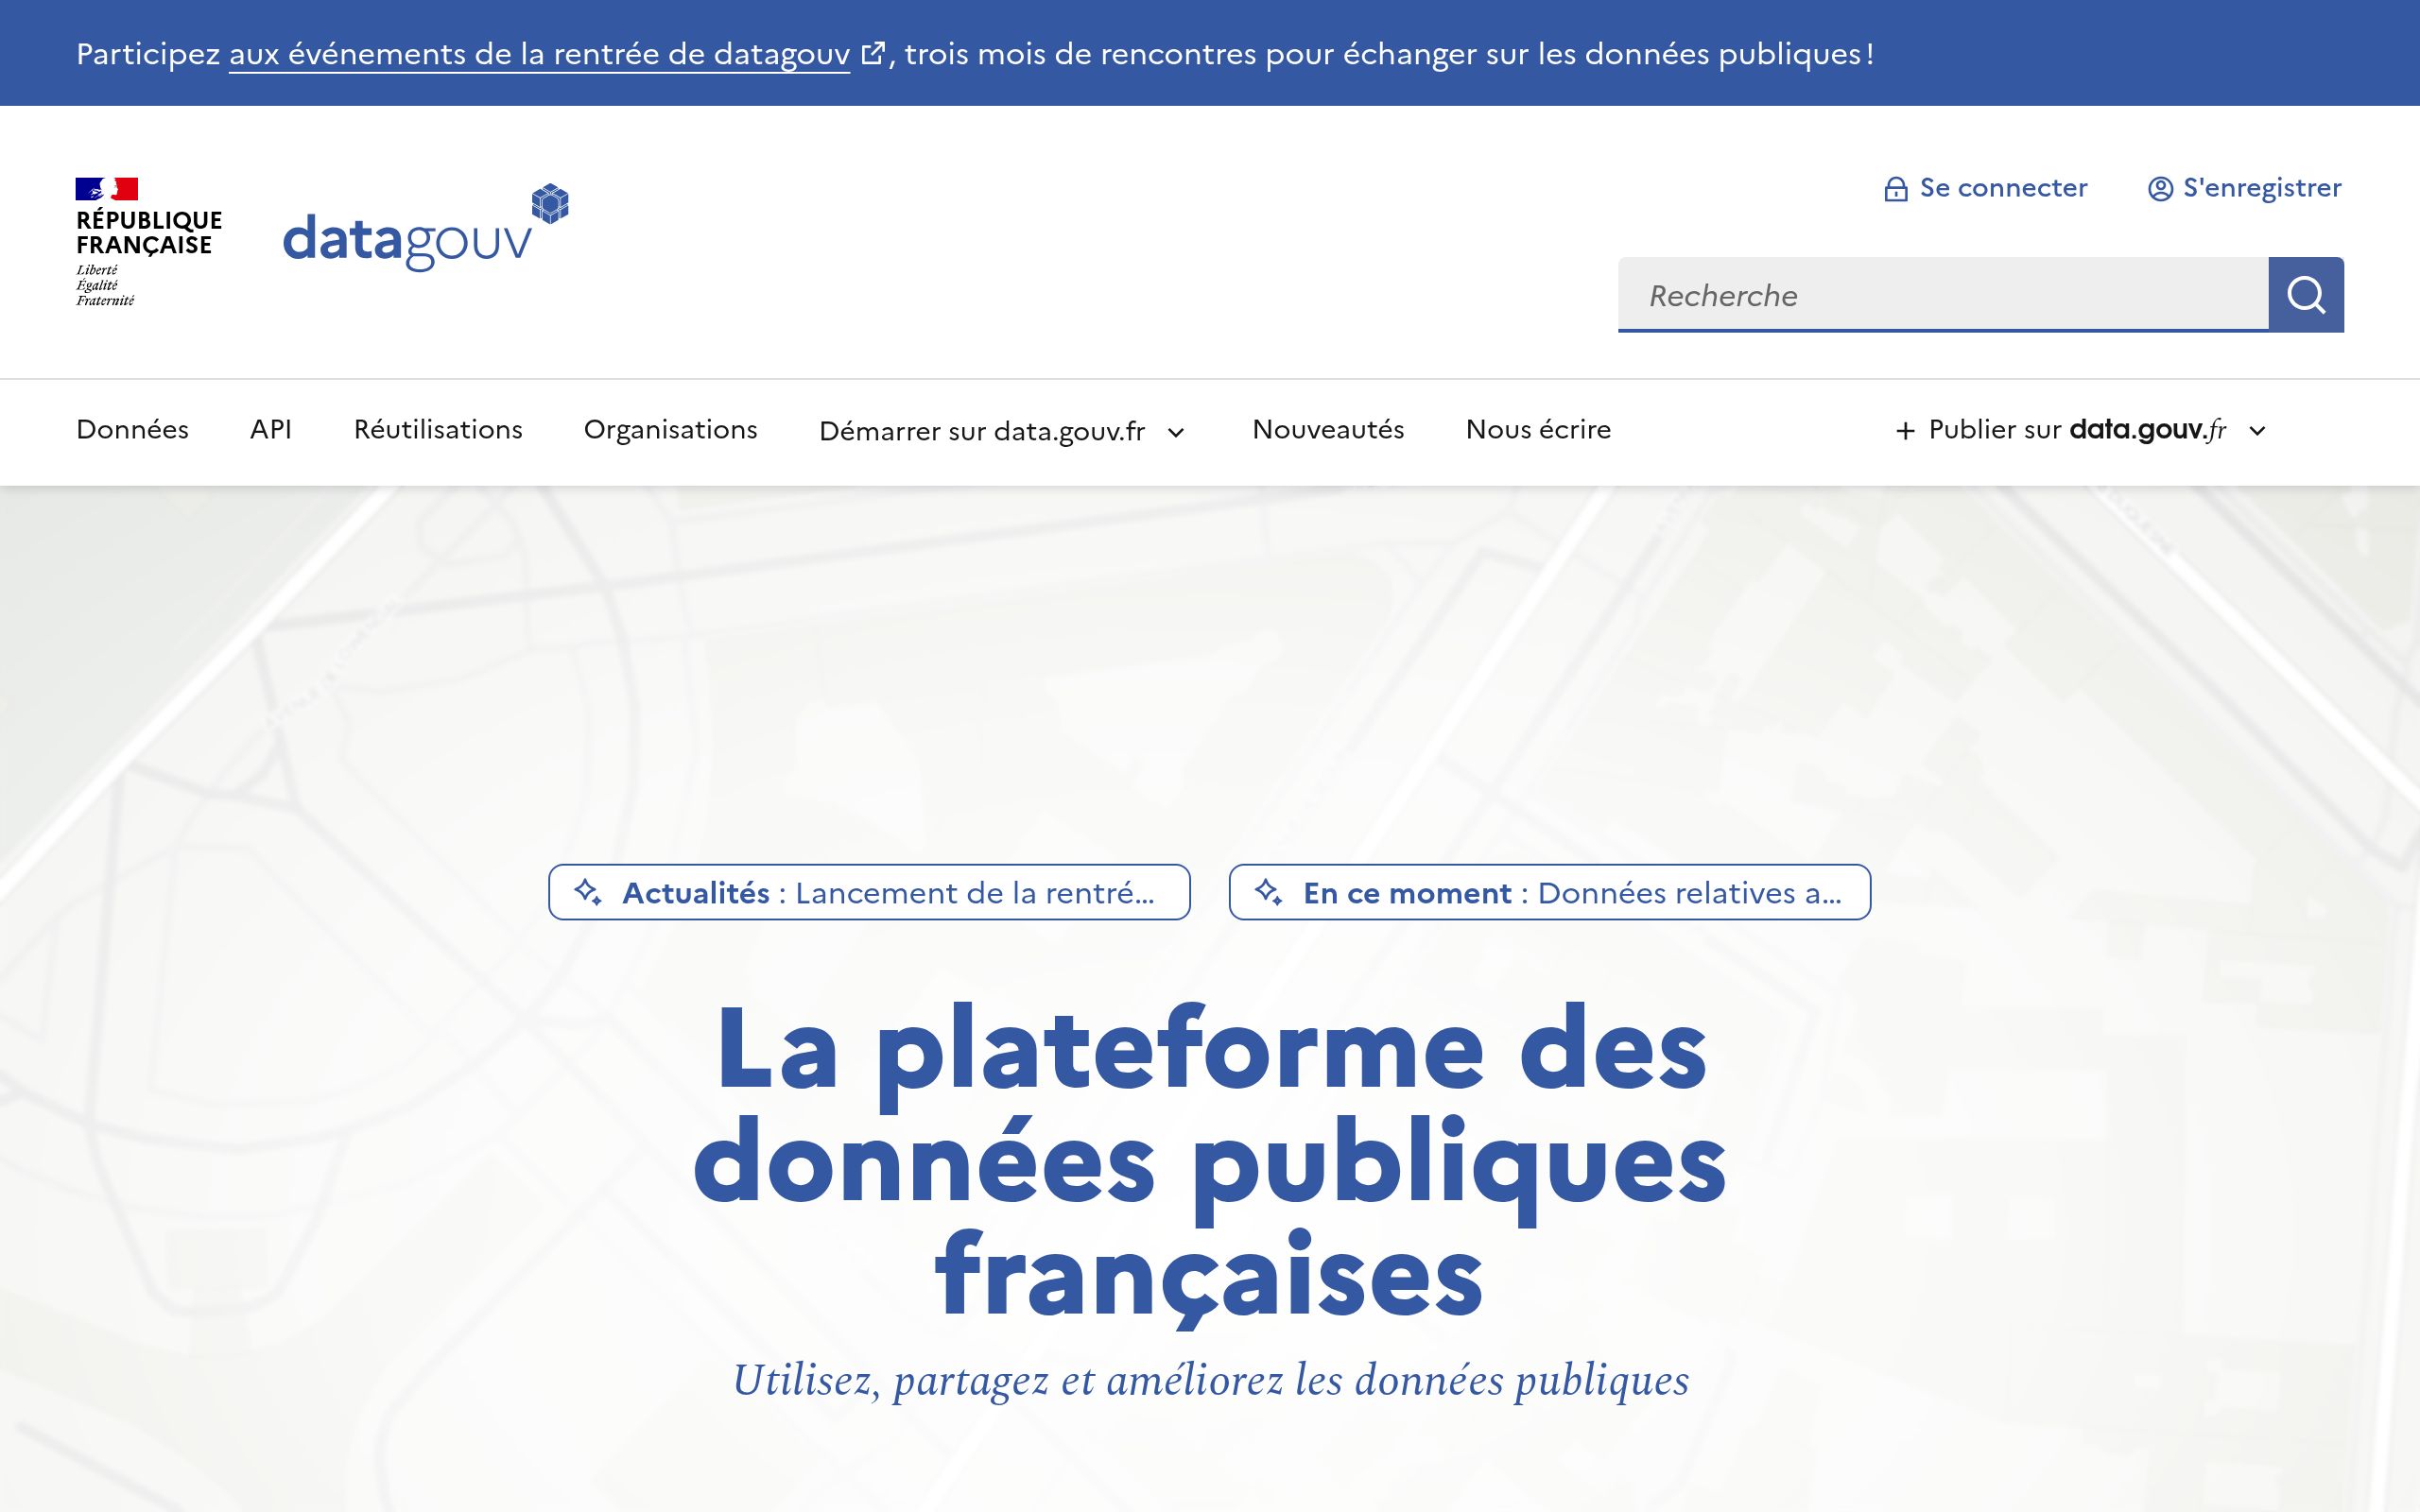 Participez aux événements de la rentrée de datagouv, trois mois de rencontres pour échanger sur les données publiques !
RÉPUBLIQUE
FRANÇAISE
Liberté
Égalité
Fraternité
datagouv
Se connecter
S'enregistrer
Recherche
Données
API
Réutilisations
Organisations
Démarrer sur data.gouv.fr
Nouveautés
Nous écrire
Publier sur data.gouv.fr
Actualités : Lancement de la rentré…
En ce moment : Données relatives a…
La plateforme des
données publiques
françaises
Utilisez, partagez et améliorez les données publiques